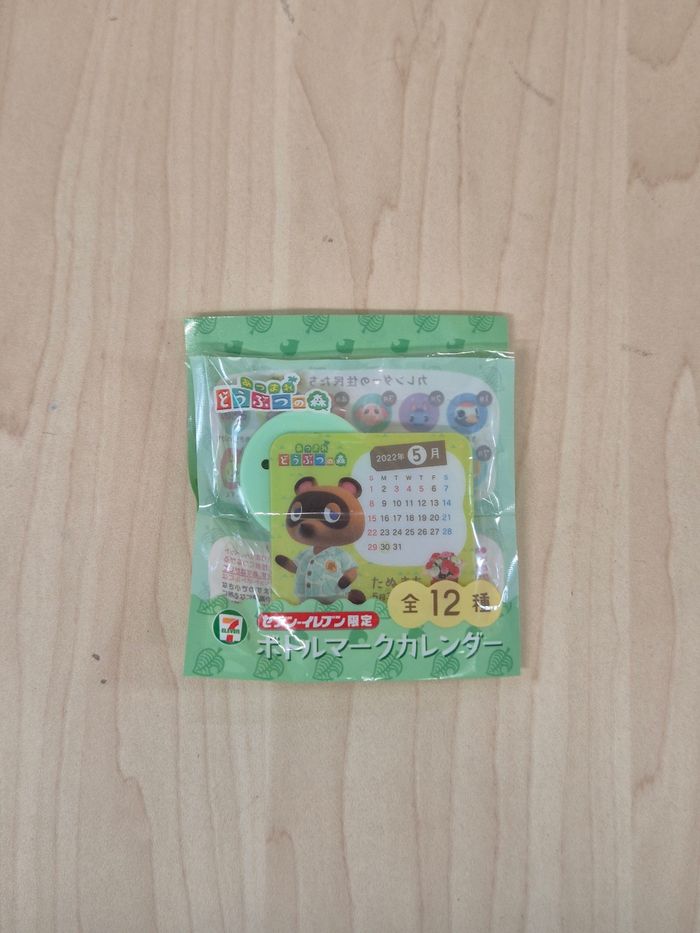 あつまれ
どうぶつの森
カレンダーの住民たち
あつまれ
どうぶつの森
2022年 5月
S M T W T F S
1 2 3 4 5 6 7
8 9 10 11 12 13 14
15 16 17 18 19 20 21
22 23 24 25 26 27 28
29 30 31
全12種
セブン-イレブン限定
7
ELEVEN
ボトルマークカレンダー